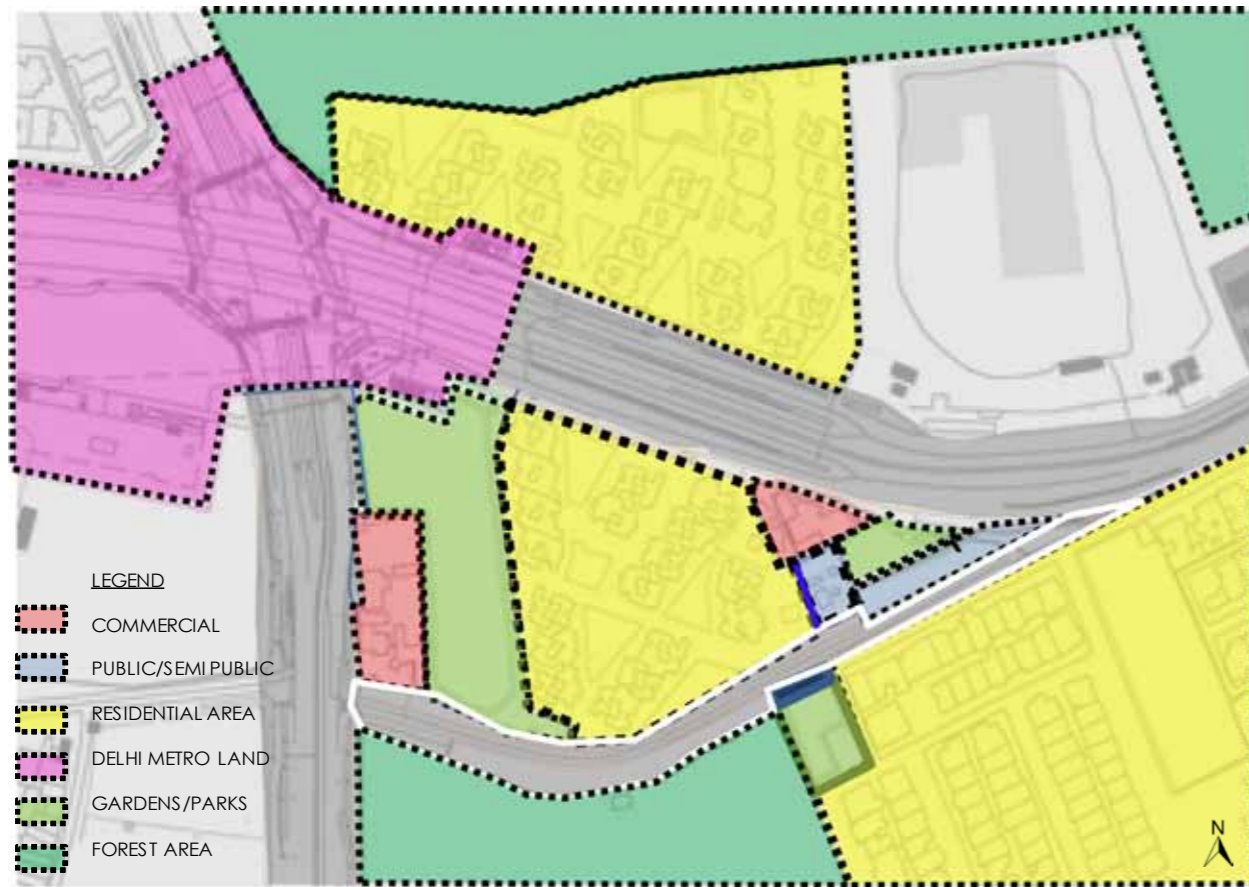 LEGEND
COMMERCIAL
PUBLIC/SEMI PUBLIC
RESIDENTIAL AREA
DELHI METRO LAND
GARDENS/PARKS
FOREST AREA
N